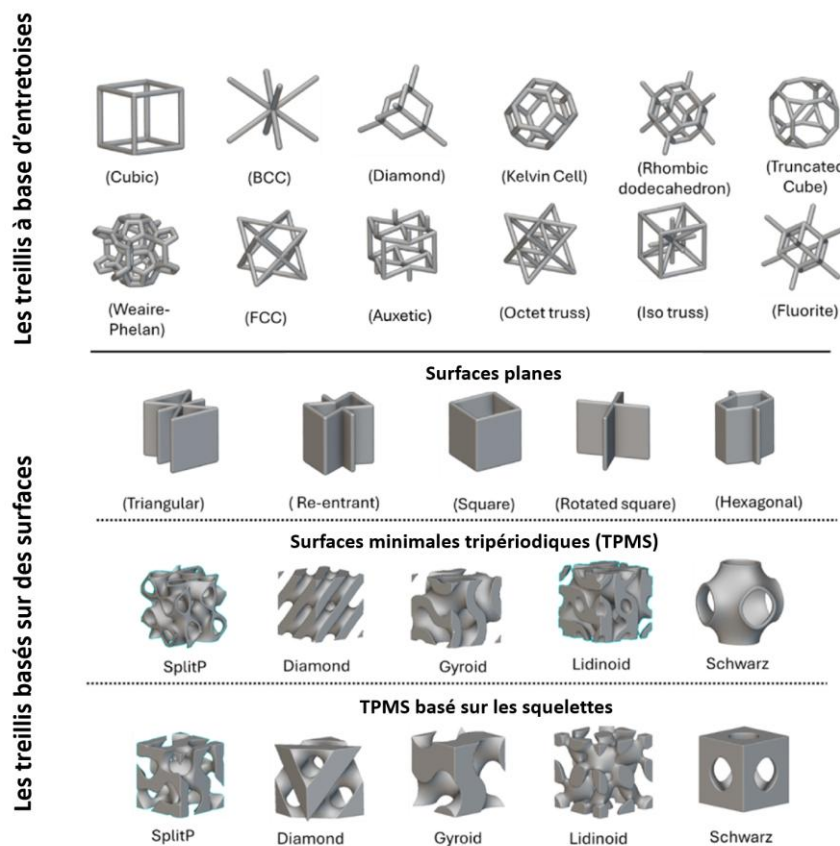 Les treillis à base d'entretoises
(Cubic)
(BCC)
(Diamond)
(Kelvin Cell)
(Rhombic
dodecahedron)
(Truncated
Cube)
(Weaire-
Phelan)
(FCC)
(Auxetic)
(Octet truss)
(Iso truss)
(Fluorite)
Les treillis basés sur des surfaces
Surfaces planes
(Triangular)
( Re-entrant)
(Square)
(Rotated square)
(Hexagonal)
Surfaces minimales tripériodiques (TPMS)
SplitP
Diamond
Gyroid
Lidinoid
Schwarz
TPMS basé sur les squelettes
SplitP
Diamond
Gyroid
Lidinoid
Schwarz